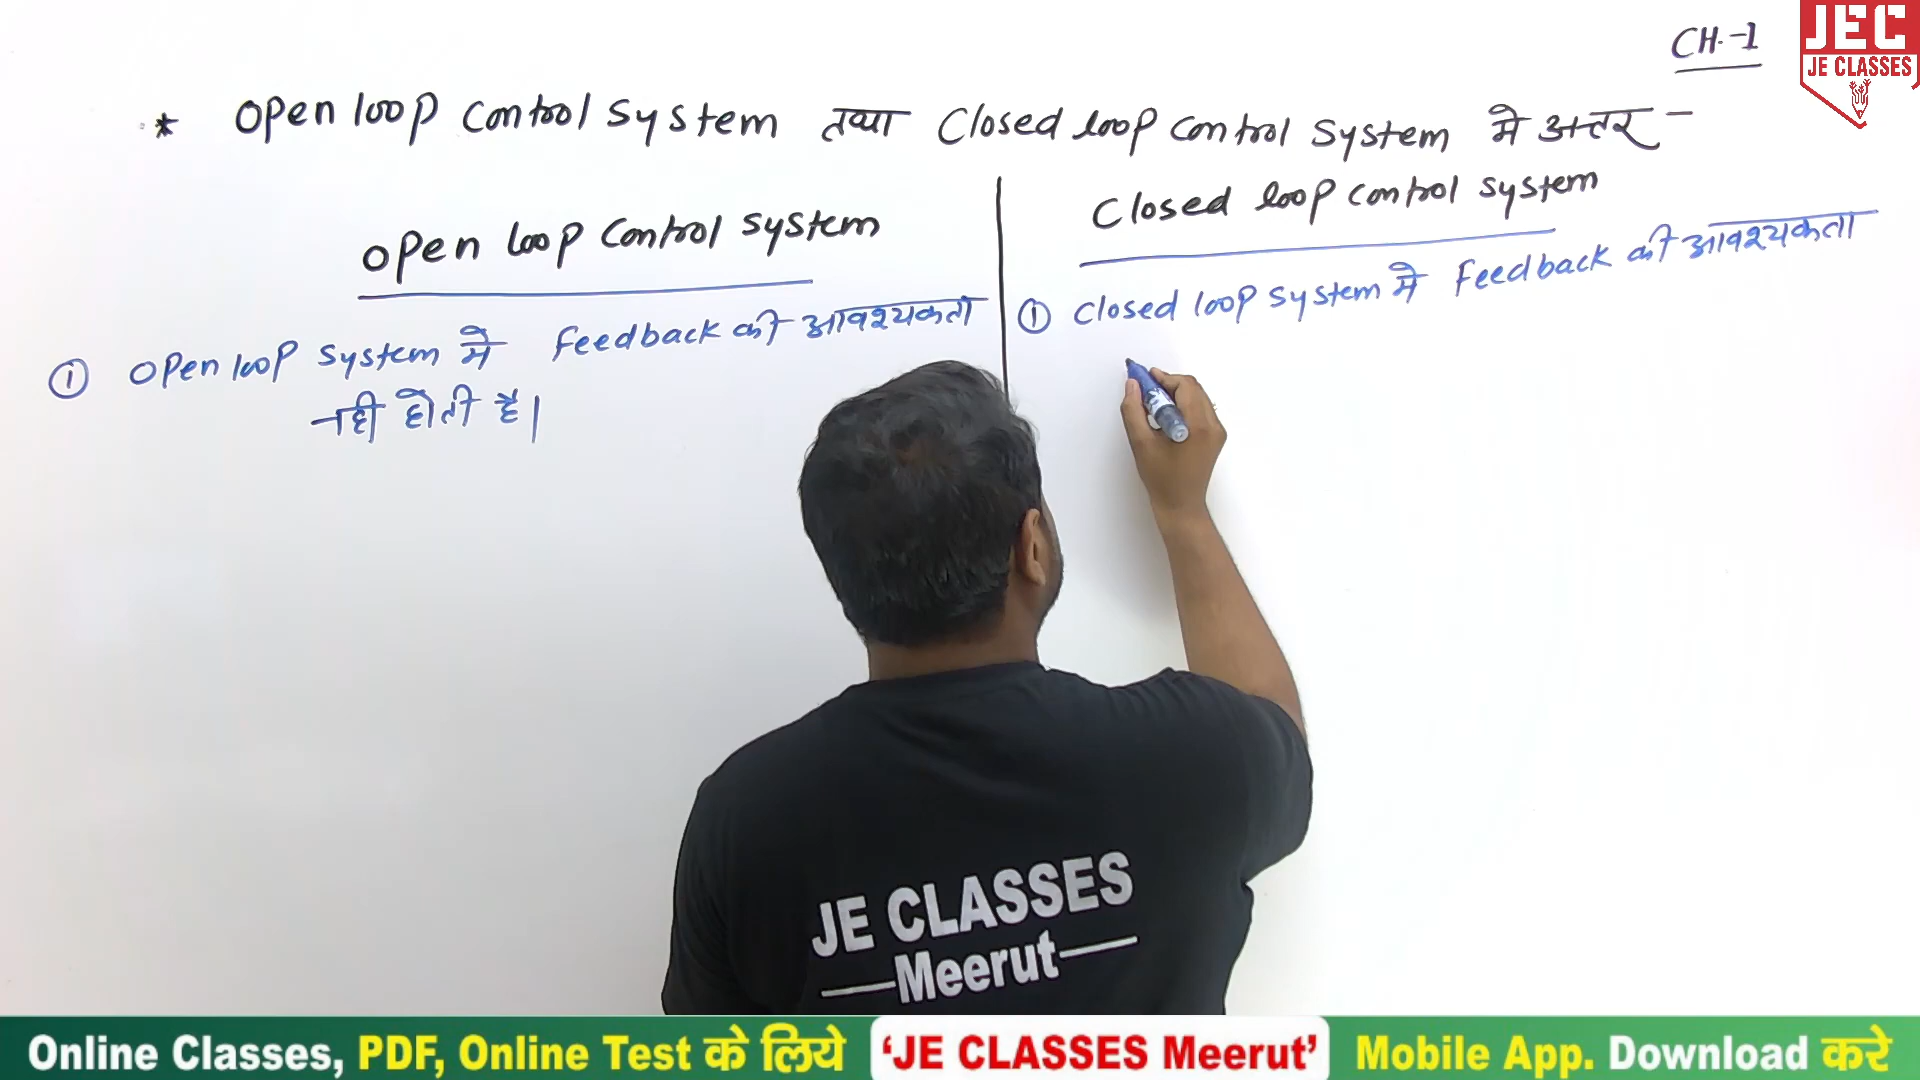 CH.-1
JEC
JE CLASSES
* Open loop control system तथा Closed loop control system मे अन्तर -
open loop control system
① Open loop system मे Feedback की आवश्यकता
नही होती है।
Closed loop control system
① Closed loop system मे Feedback की आवश्यकता
JE CLASSES
Meerut
Online Classes, PDF, Online Test के लिये 'JE CLASSES Meerut' Mobile App. Download करे